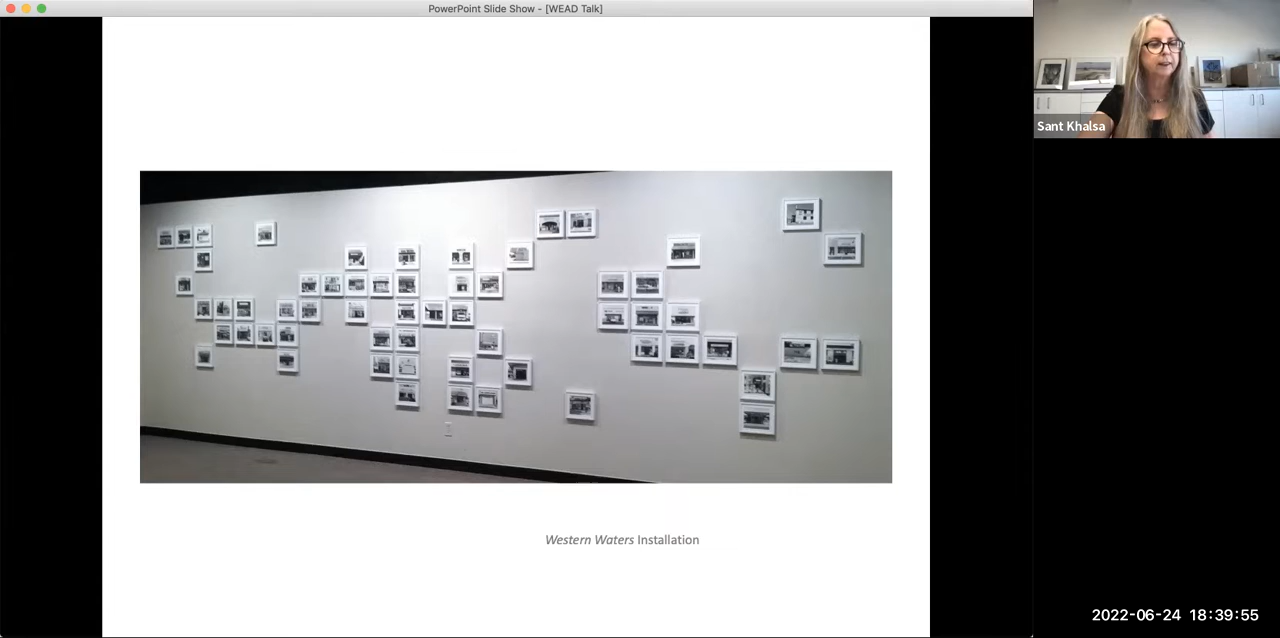 PowerPoint Slide Show - [WEAD Talk]
Sant Khalsa
Western Waters Installation
2022-06-24 18:39:55